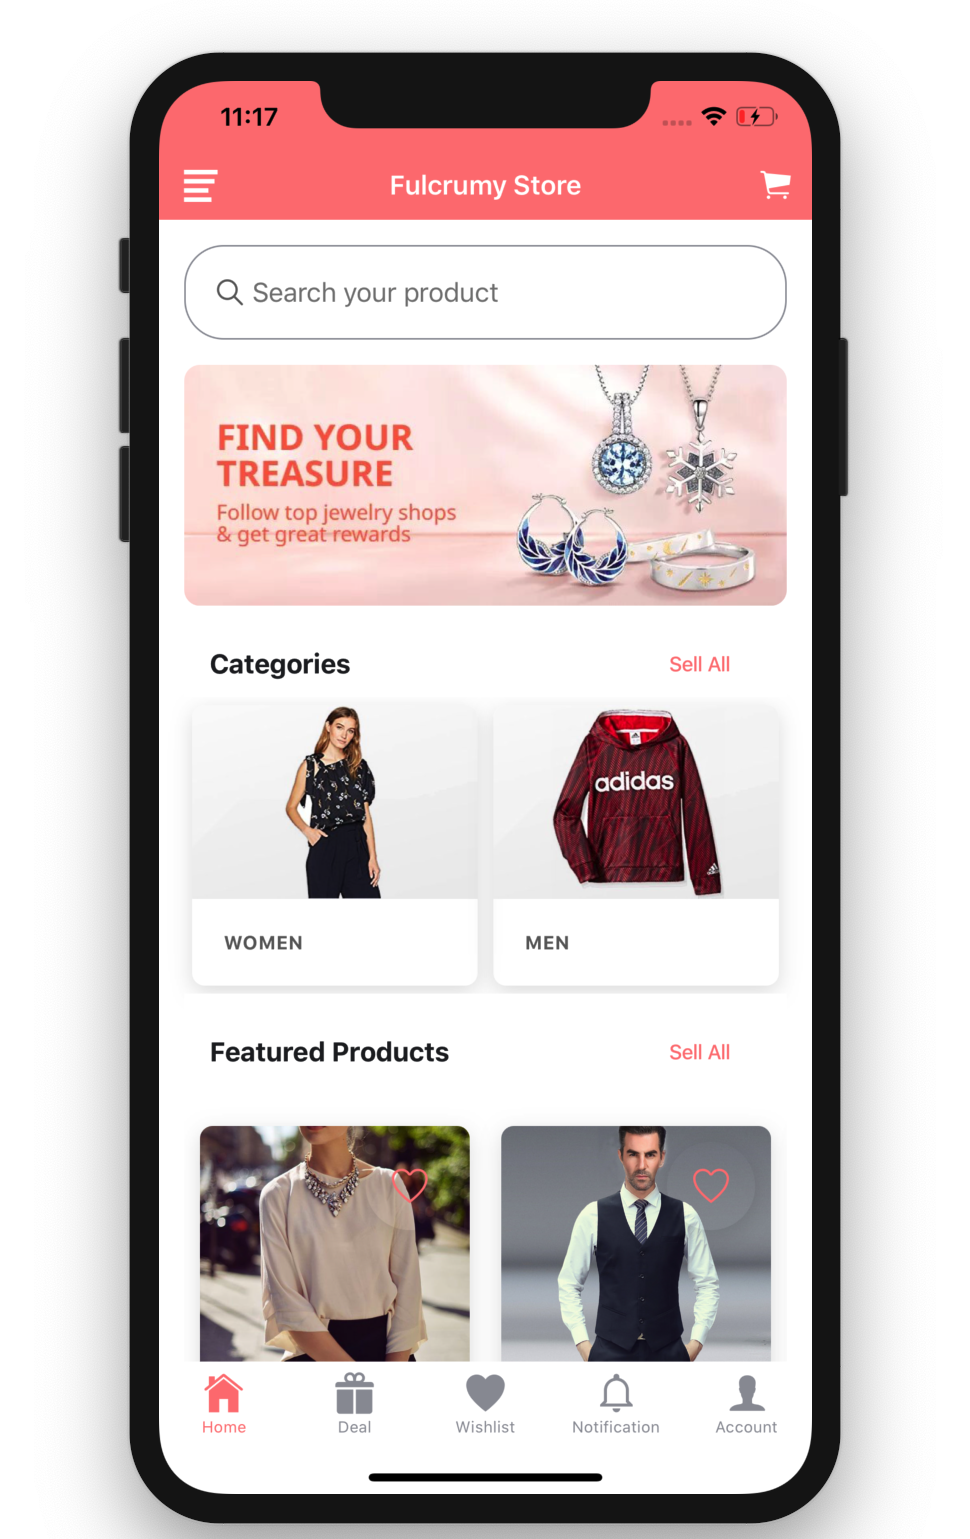 11:17
Fulcrumy Store
Search your product
FIND YOUR
TREASURE
Follow top jewelry shops
& get great rewards
Categories
Sell All
adidas
WOMEN
MEN
Featured Products
Sell All
Home
Deal
Wishlist
Notification
Account